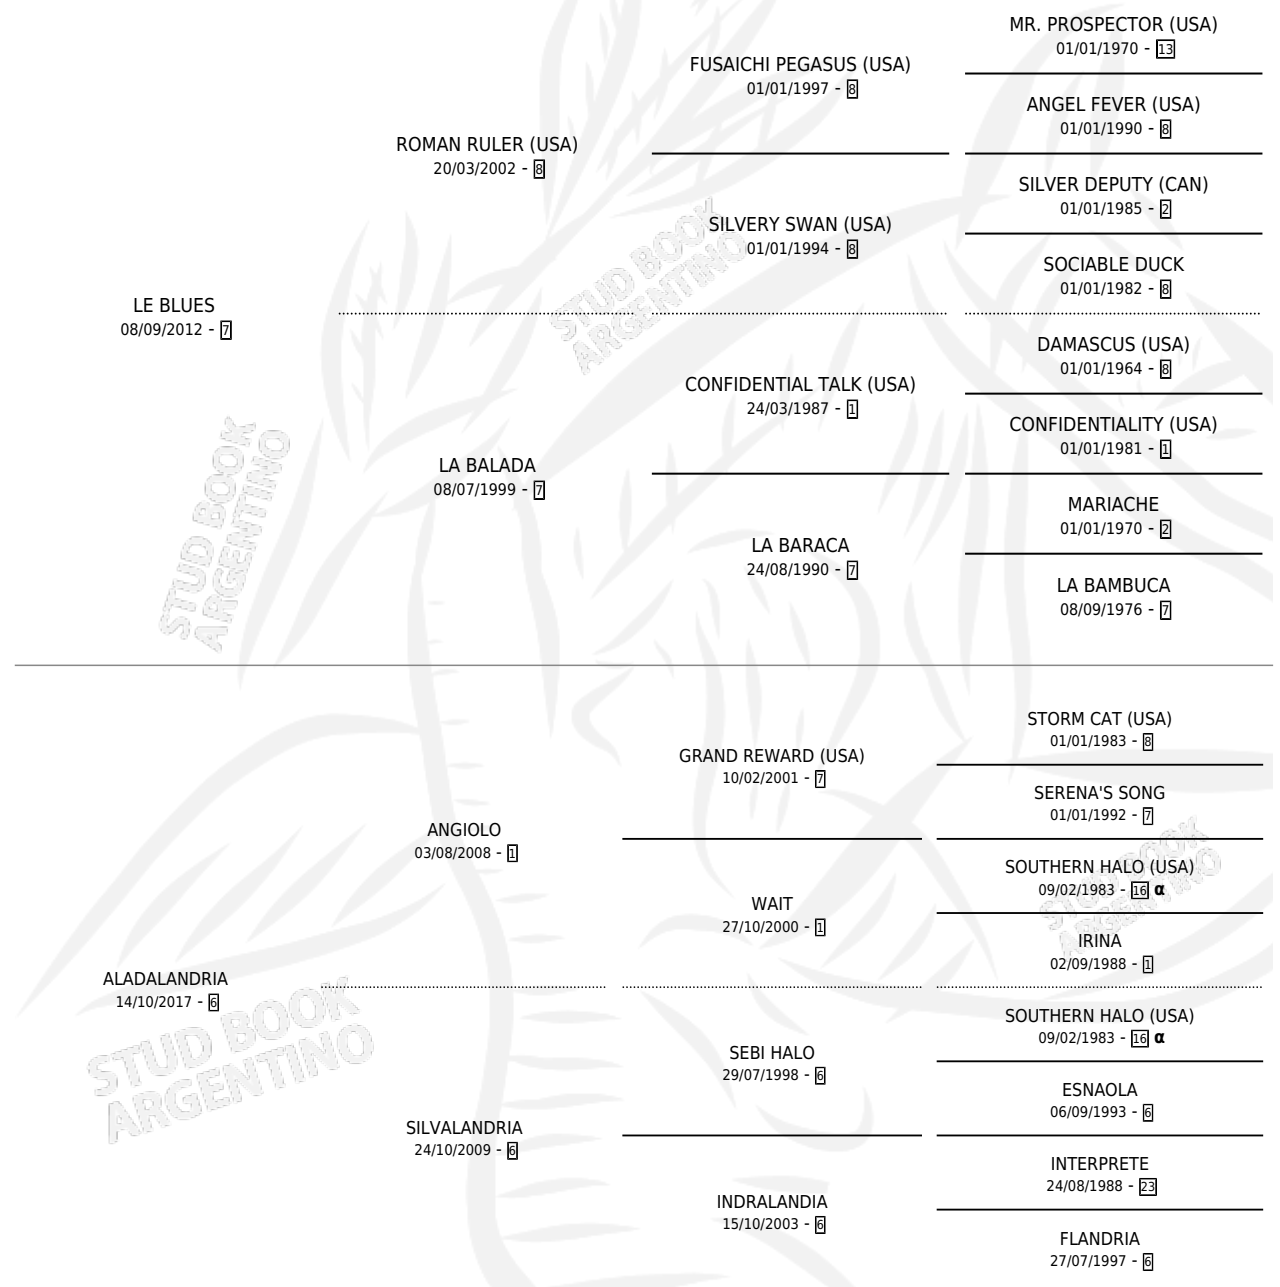 MR. PROSPECTOR (USA)
01/01/1970 - 13
FUSAICHI PEGASUS (USA)
01/01/1997 - 8
ANGEL FEVER (USA)
01/01/1990 - 8
ROMAN RULER (USA)
20/03/2002 - 8
SILVER DEPUTY (CAN)
01/01/1985 - 2
SILVERY SWAN (USA)
01/01/1994 - 8
SOCIABLE DUCK
01/01/1982 - 8
LE BLUES
08/09/2012 - 7
DAMASCUS (USA)
01/01/1964 - 8
CONFIDENTIAL TALK (USA)
24/03/1987 - 1
CONFIDENTIALITY (USA)
01/01/1981 - 1
LA BALADA
08/07/1999 - 7
MARIACHE
01/01/1970 - 2
LA BARACA
24/08/1990 - 7
LA BAMBUCA
08/09/1976 - 7
STORM CAT (USA)
01/01/1983 - 8
GRAND REWARD (USA)
10/02/2001 - 7
SERENA'S SONG
01/01/1992 - 7
ANGIOLO
03/08/2008 - 1
SOUTHERN HALO (USA)
09/02/1983 - 16 α
WAIT
27/10/2000 - 1
IRINA
02/09/1988 - 1
ALADALANDRIA
14/10/2017 - 6
SOUTHERN HALO (USA)
09/02/1983 - 16 α
SEBI HALO
29/07/1998 - 6
ESNAOLA
06/09/1993 - 6
SILVALANDRIA
24/10/2009 - 6
INTERPRETE
24/08/1988 - 23
INDRALANDIA
15/10/2003 - 6
FLANDRIA
27/07/1997 - 6
STUD BOOK
ARGENTINO
STUD BOOK
ARGENTINO
STUD BOOK
ARGENTINO
STUD BOOK
ARGENTINO